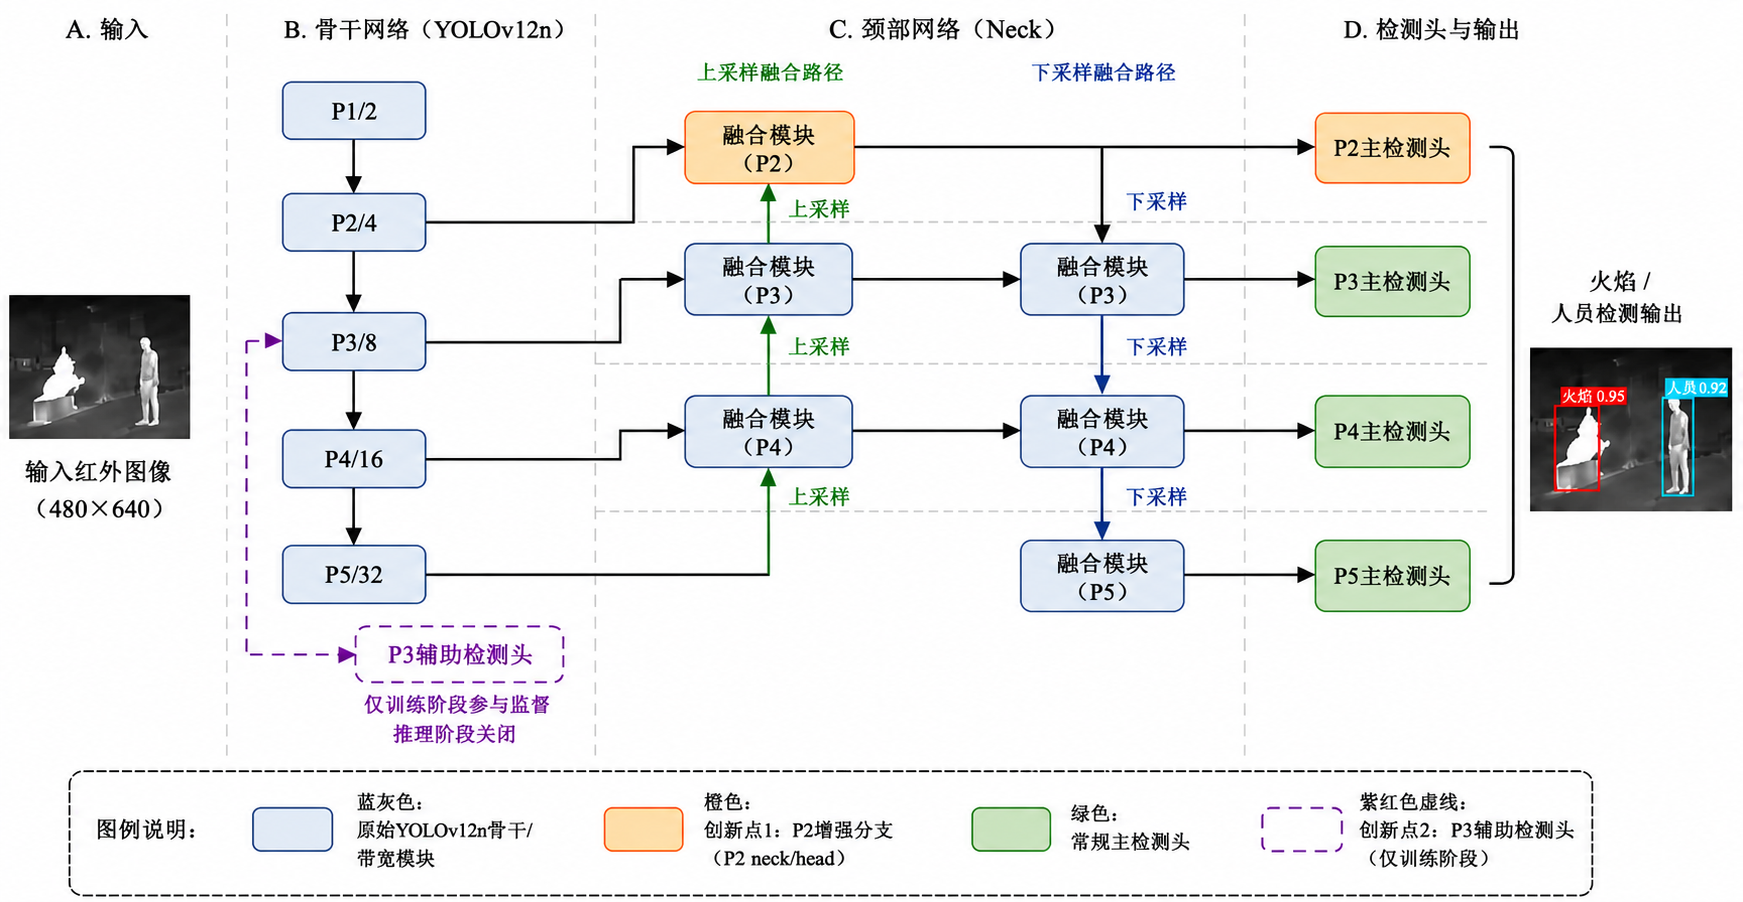 A. 输入
B. 骨干网络（YOLOv12n）
C. 颈部网络（Neck）
D. 检测头与输出
上采样融合路径
下采样融合路径
P1/2
P2/4
P3/8
P4/16
P5/32
输入红外图像
（480×640）
P3辅助检测头
仅训练阶段参与监督
推理阶段关闭
融合模块
（P2）
上采样
融合模块
（P3）
上采样
融合模块
（P4）
上采样
下采样
融合模块
（P3）
下采样
融合模块
（P4）
下采样
融合模块
（P5）
P2主检测头
P3主检测头
P4主检测头
P5主检测头
火焰 /
人员检测输出
火焰 0.95
人员0.92
图例说明：
蓝灰色：
原始YOLOv12n骨干/
带宽模块
橙色：
创新点1：P2增强分支
（P2 neck/head）
绿色：
常规主检测头
紫红色虚线：
创新点2：P3辅助检测头
（仅训练阶段）